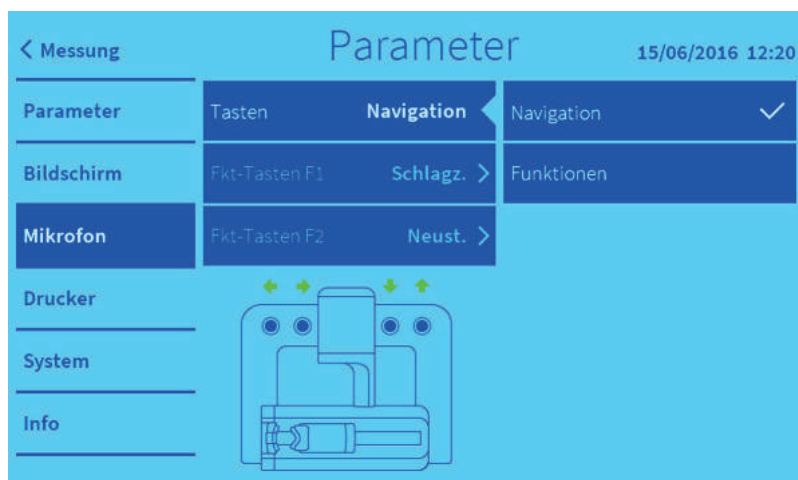 < Messung
Parameter
15/06/2016 12:20
Parameter
Bildschirm
Mikrofon
Drucker
System
Info
Tasten Navigation
Fkt-Tasten F1 Schlagz. >
Fkt-Tasten F2 Neust. >
Navigation
Funktionen